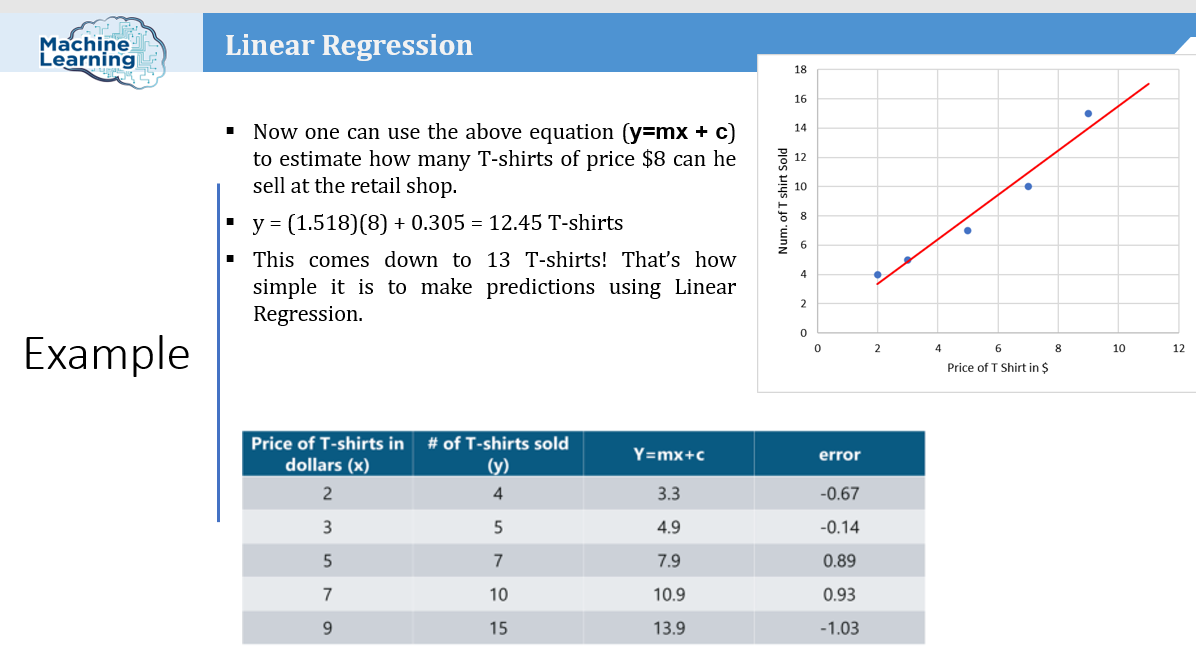 Machine
Learning
Linear Regression
▪ Now one can use the above equation (y=mx + c)
to estimate how many T-shirts of price $8 can he
sell at the retail shop.
▪ y = (1.518)(8) + 0.305 = 12.45 T-shirts
▪ This comes down to 13 T-shirts! That’s how
simple it is to make predictions using Linear
Regression.
Example
18
16
14
12
10
8
6
4
2
0
Num. of T shirt Sold
0 2 4 6 8 10 12
Price of T Shirt in $
Price of T-shirts in dollars (x) # of T-shirts sold (y) Y=mx+c error
2 4 3.3 -0.67
3 5 4.9 -0.14
5 7 7.9 0.89
7 10 10.9 0.93
9 15 13.9 -1.03